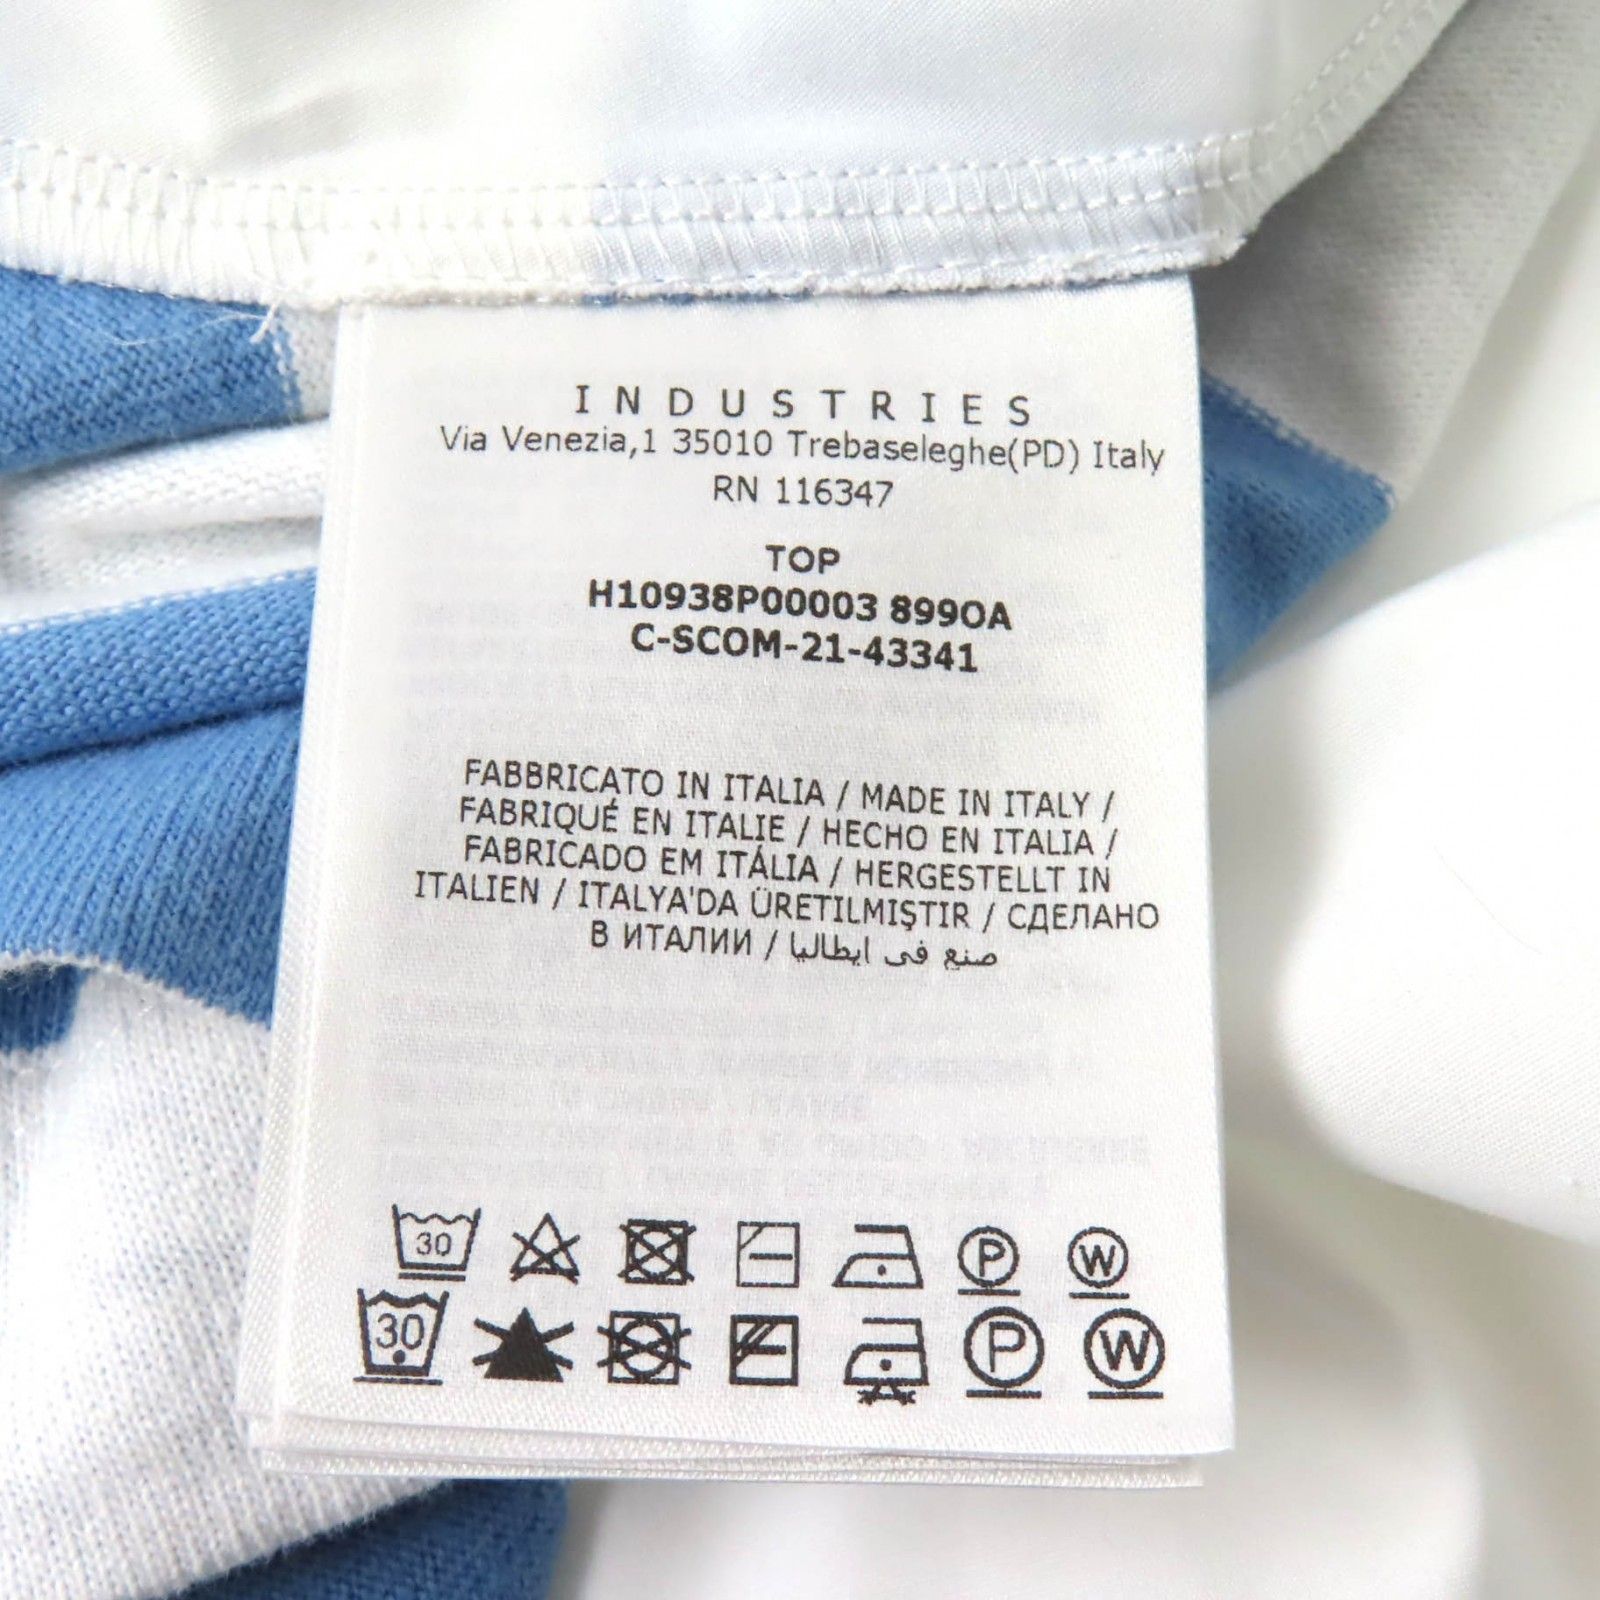 INDUSTRIES
Via Venezia,1 35010 Trebaseleghe(PD) Italy
RN 116347
TOP
H10938P00003 899OA
C-SCOM-21-43341
FABBRICATO IN ITALIA / MADE IN ITALY /
FABRIQUÉ EN ITALIE / HECHO EN ITALIA /
FABRICADO EM ITÁLIA / HERGESTELLT IN
ITALIEN / ITALYA'DA ÜRETILMIŞTIR / СДЕЛАНО
В ИТАЛИИ / صنع فى ايطاليا
30 P W
30 P W